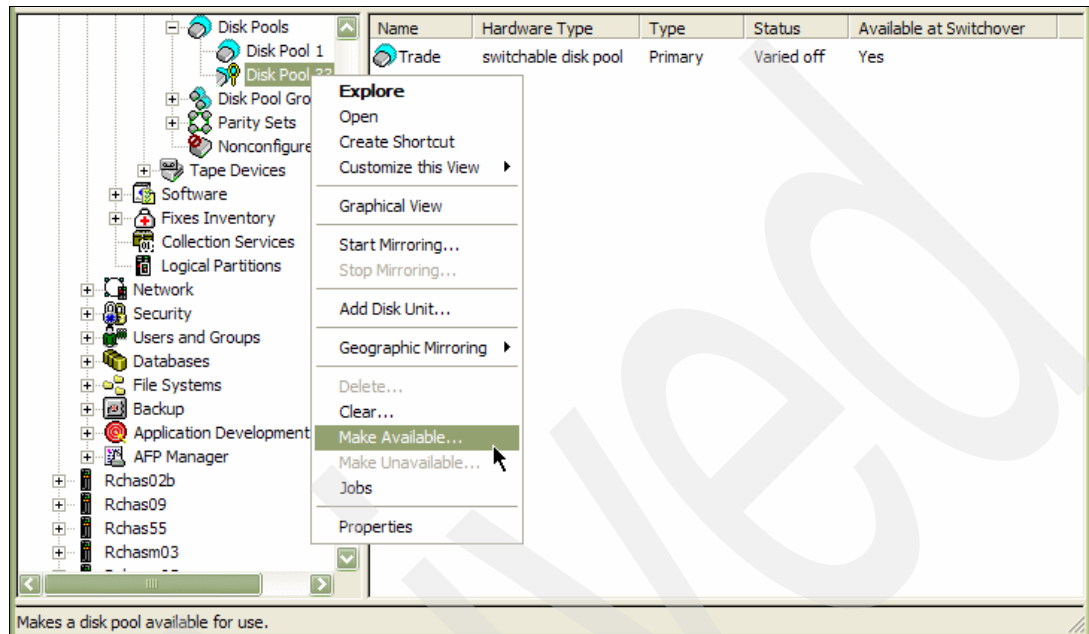 Disk Pools
Disk Pool 1
Disk Pool 33
Disk Pool Gro
Parity Sets
Nonconfigure
Tape Devices
Software
Fixes Inventory
Collection Services
Logical Partitions
Network
Security
Users and Groups
Databases
File Systems
Backup
Application Development
AFP Manager
Rchas02b
Rchas09
Rchas55
Rchasm03
Explore
Open
Create Shortcut
Customize this View
Graphical View
Start Mirroring...
Stop Mirroring...
Add Disk Unit...
Geographic Mirroring
Delete...
Clear...
Make Available...
Make Unavailable...
Jobs
Properties
Name Hardware Type Type Status Available at Switchover
Trade switchable disk pool Primary Varied off Yes
Makes a disk pool available for use.